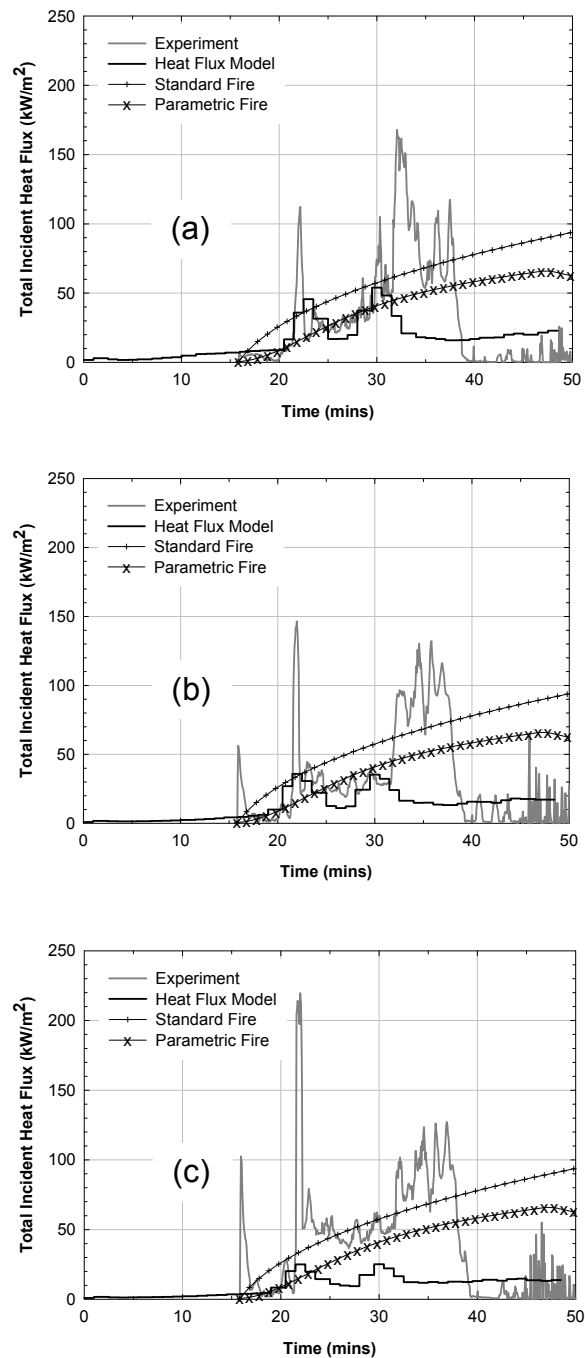 250
Experiment
Heat Flux Model
200
Standard Fire
Parametric Fire
150
(a)
100
50
0
0 10 20 30 40 50
Total Incident Heat Flux (kW/m²)
Time (mins)
250
Experiment
Heat Flux Model
200
Standard Fire
Parametric Fire
150
(b)
100
50
0
0 10 20 30 40 50
Total Incident Heat Flux (kW/m²)
Time (mins)
250
Experiment
Heat Flux Model
200
Standard Fire
Parametric Fire
150
(c)
100
50
0
0 10 20 30 40 50
Total Incident Heat Flux (kW/m²)
Time (mins)